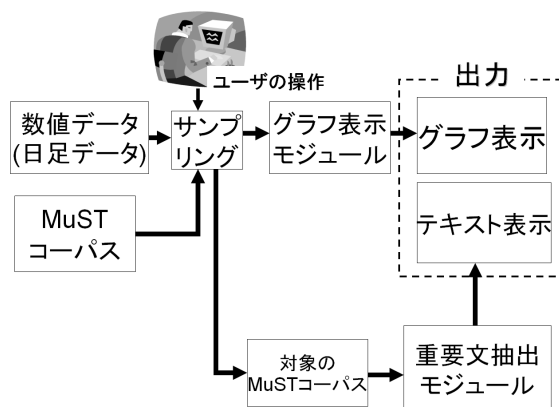 ユーザの操作
出力
数値データ
(日足データ)
サンプ
リング
グラフ表示
モジュール
グラフ表示
MuST
コーパス
テキスト表示
対象の
MuSTコーパス
重要文抽出
モジュール